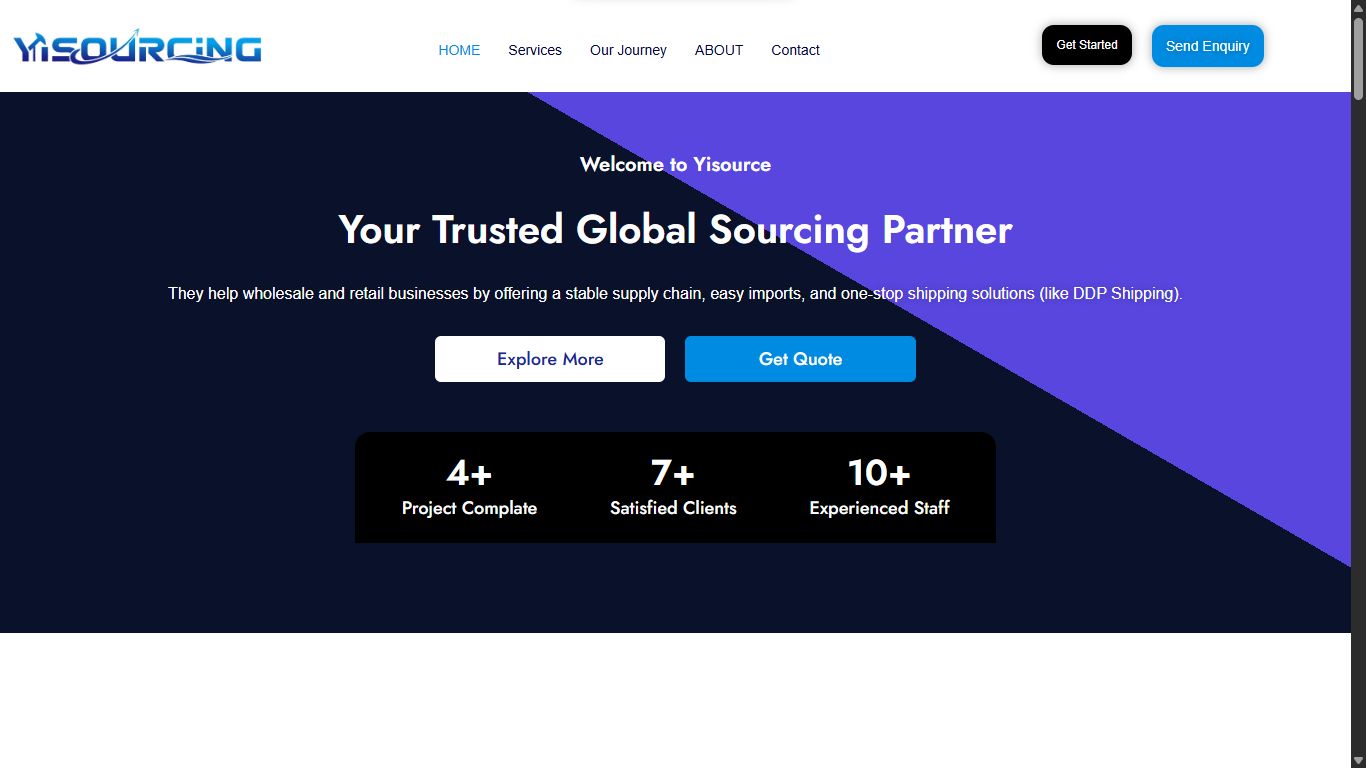 YiSOURCiNG
HOME
Services
Our Journey
ABOUT
Contact
Get Started
Send Enquiry
Welcome to Yisource
Your Trusted Global Sourcing Partner
They help wholesale and retail businesses by offering a stable supply chain, easy imports, and one-stop shipping solutions (like DDP Shipping).
Explore More
Get Quote
4+
Project Complate
7+
Satisfied Clients
10+
Experienced Staff